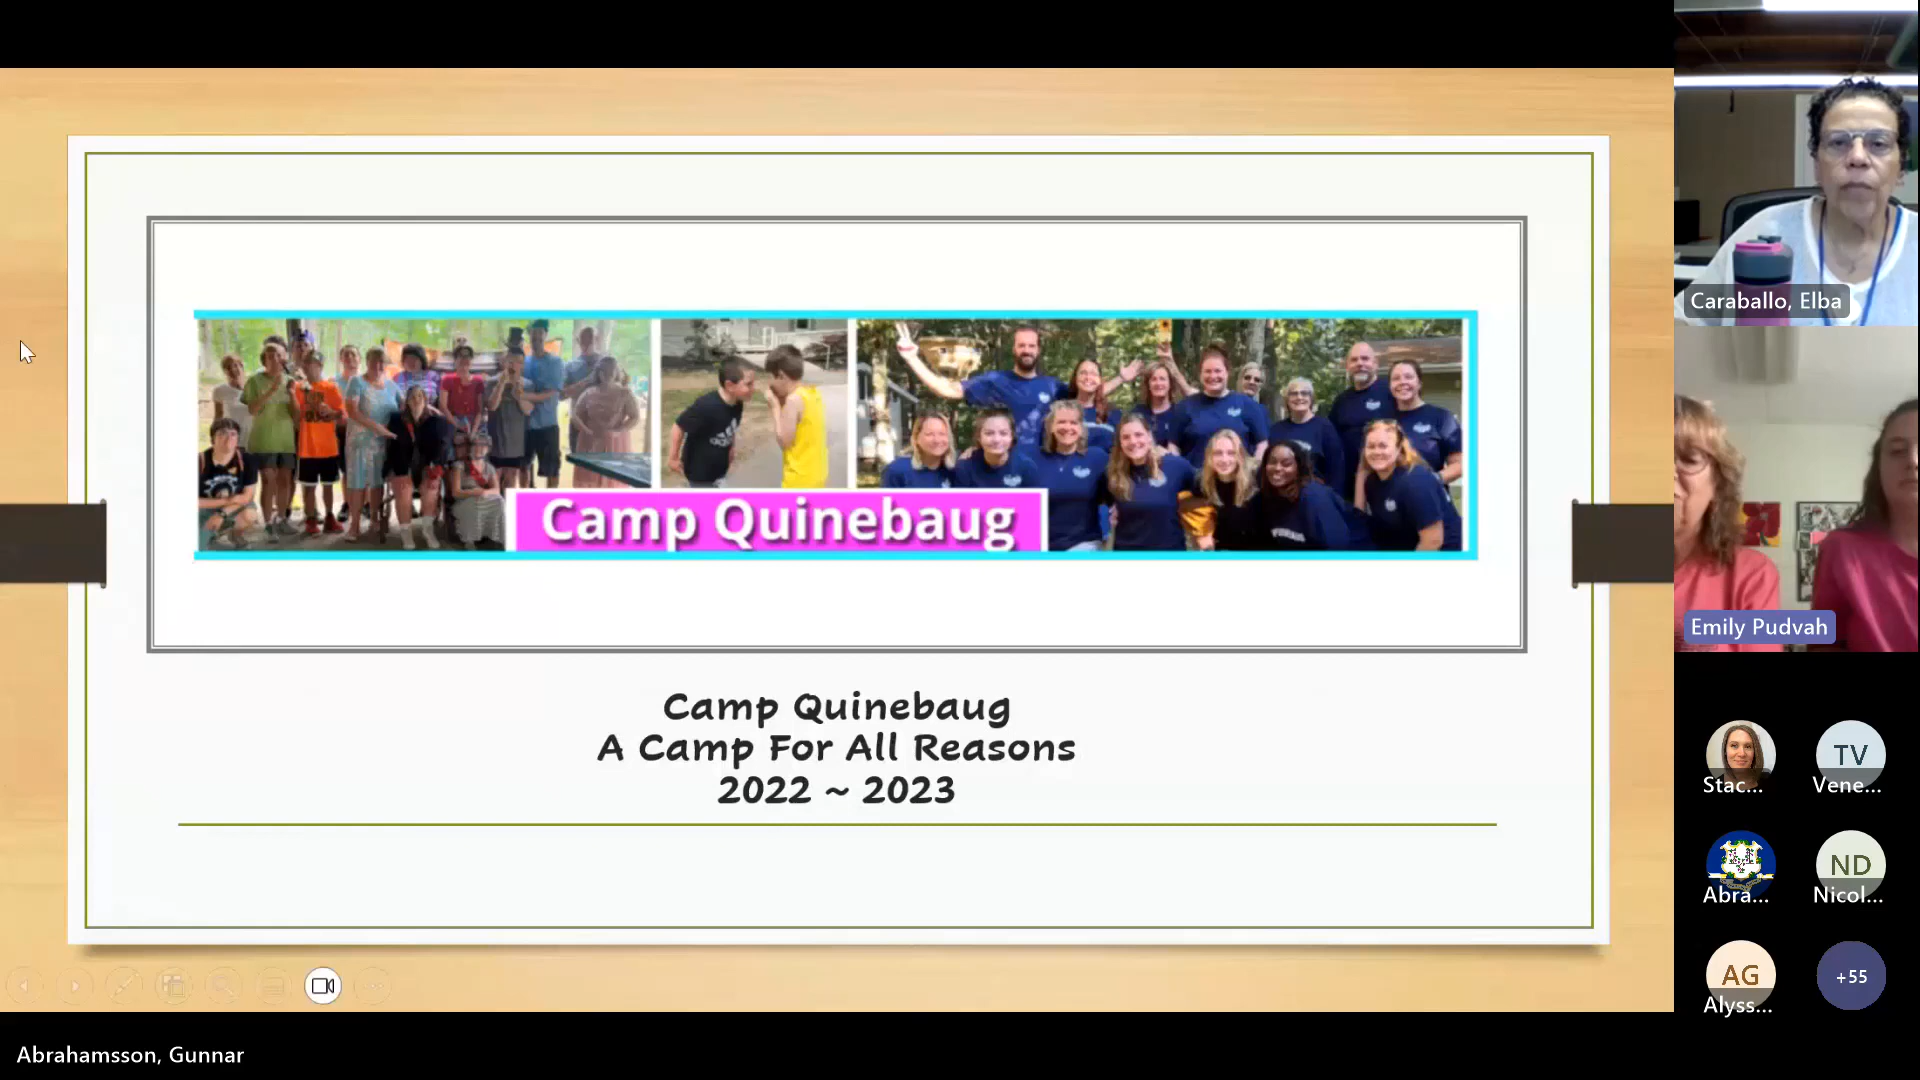 Camp Quinebaug
Camp Quinebaug
A Camp For All Reasons
2022 ~ 2023
Caraballo, Elba
Emily Pudvah
Stac...
TV
Vene...
Abra...
ND
Nicol...
AG
Alyss...
+55
Abrahamsson, Gunnar